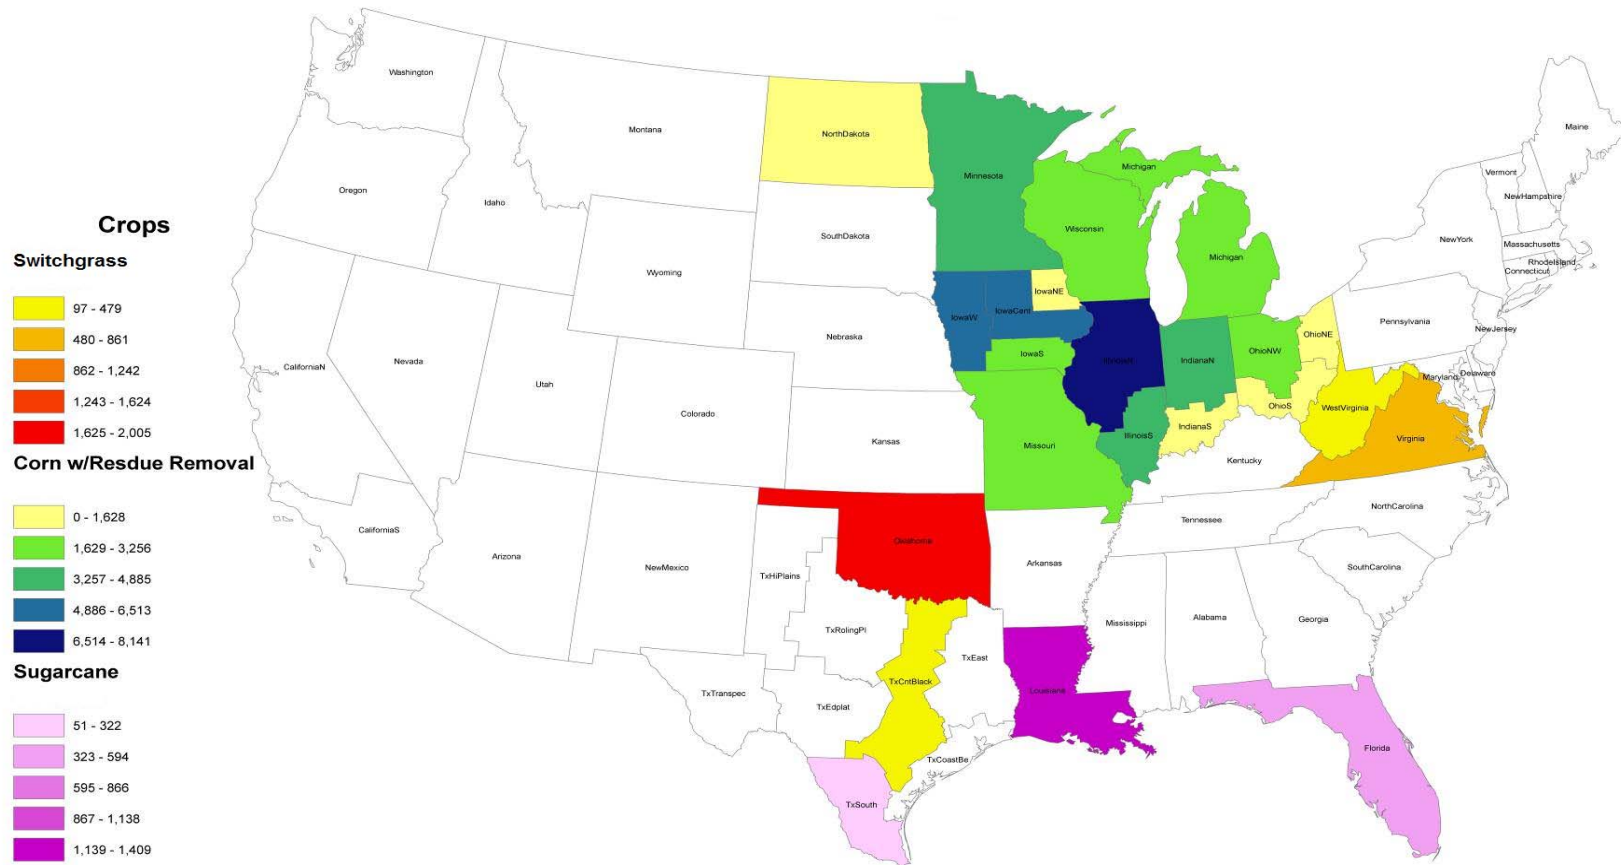 Crops
Switchgrass
97 - 479
480 - 861
862 - 1,242
1,243 - 1,624
1,625 - 2,005
Corn w/Resdue Removal
0 - 1,628
1,629 - 3,256
3,257 - 4,885
4,886 - 6,513
6,514 - 8,141
Sugarcane
51 - 322
323 - 594
595 - 866
867 - 1,138
1,139 - 1,409
Washington
Montana
NorthDakota
Minnesota
Michigan
Maine
Oregon
Idaho
Wyoming
SouthDakota
Wisconsin
Michigan
Vermont
NewHampshire
NewYork
Massachusetts
RhodeIsland
Connecticut
CaliforniaN
Nevada
Utah
Colorado
Nebraska
IowaW
IowaCent
IowaNE
IowaS
IllinoisN
IndianaN
OhioNW
OhioNE
Pennsylvania
NewJersey
Maryland
Delaware
Kansas
Missouri
IllinoisS
IndianaS
OhioS
WestVirginia
Virginia
Kentucky
CaliforniaS
Arizona
NewMexico
TxHiPlains
Oklahoma
Arkansas
Tennessee
NorthCarolina
SouthCarolina
TxRolingPl
TxCntBlack
TxEast
Mississippi
Alabama
Georgia
TxTranspec
TxEdplat
Louisiana
TxCoastBe
TxSouth
Florida